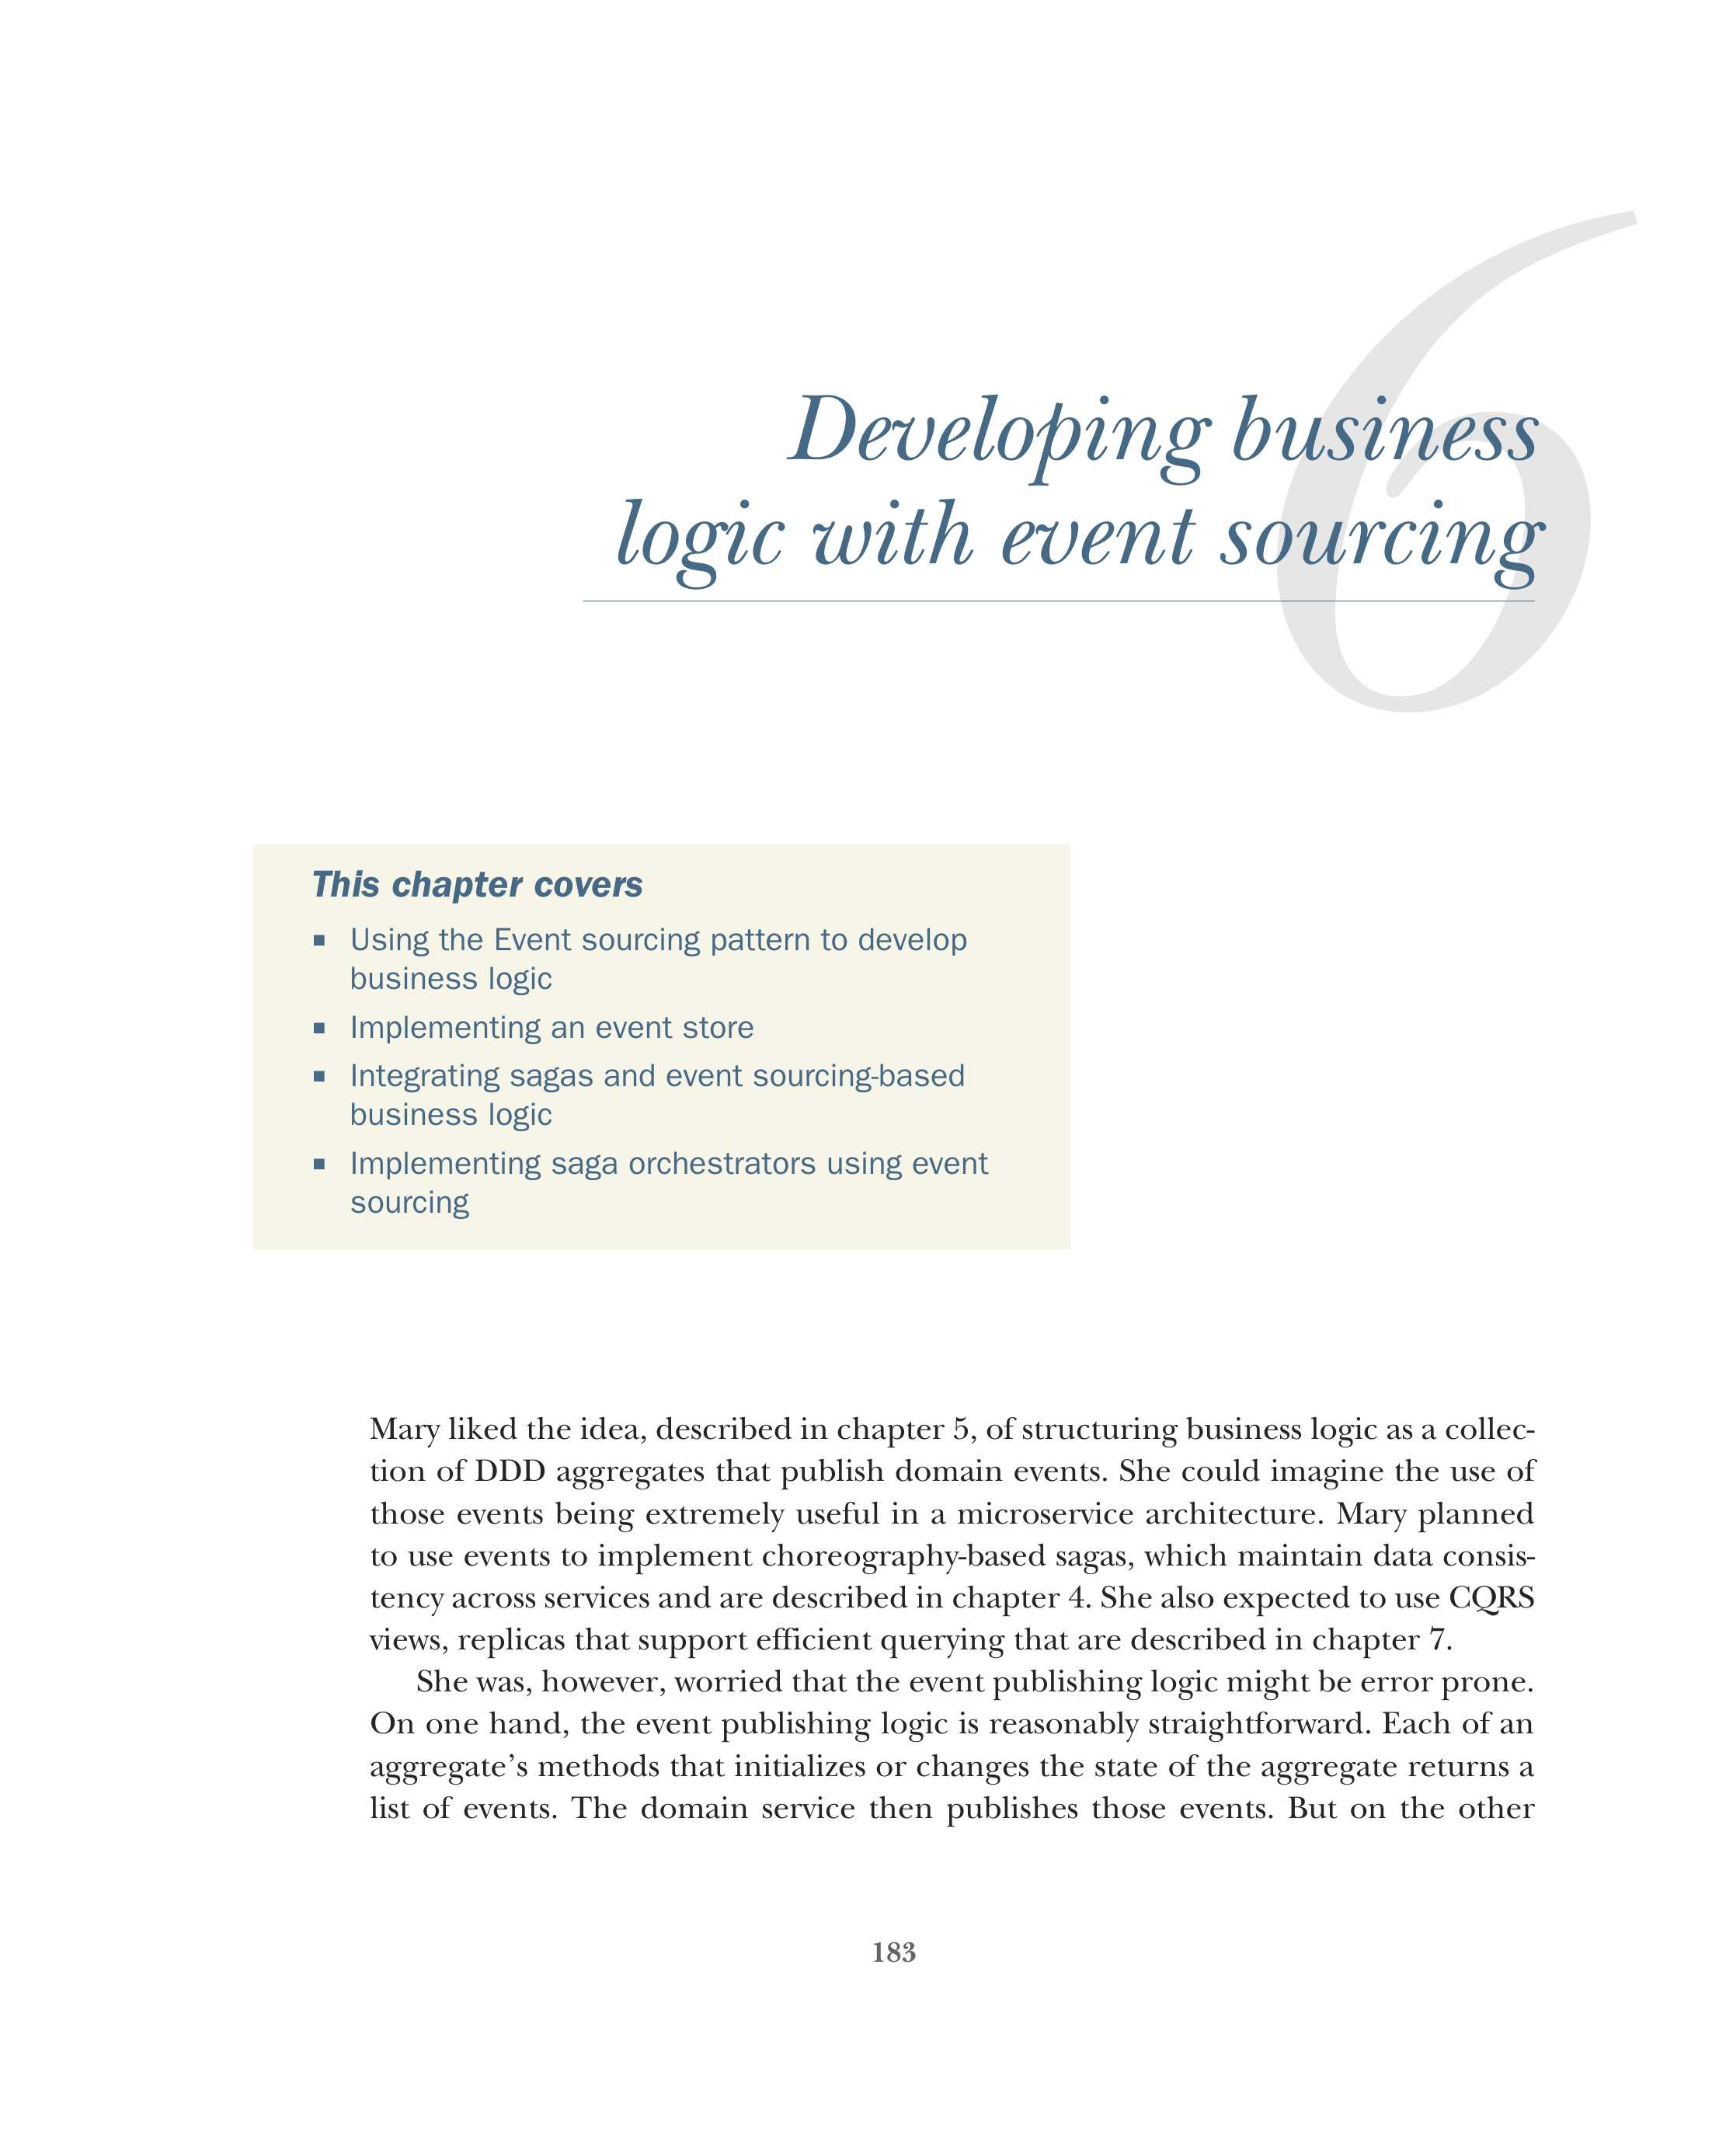 6
Developing business
logic with event sourcing
This chapter covers
■ Using the Event sourcing pattern to develop
business logic
■ Implementing an event store
■ Integrating sagas and event sourcing-based
business logic
■ Implementing saga orchestrators using event
sourcing
Mary liked the idea, described in chapter 5, of structuring business logic as a collec-
tion of DDD aggregates that publish domain events. She could imagine the use of
those events being extremely useful in a microservice architecture. Mary planned
to use events to implement choreography-based sagas, which maintain data consis-
tency across services and are described in chapter 4. She also expected to use CQRS
views, replicas that support efficient querying that are described in chapter 7.
She was, however, worried that the event publishing logic might be error prone.
On one hand, the event publishing logic is reasonably straightforward. Each of an
aggregate’s methods that initializes or changes the state of the aggregate returns a
list of events. The domain service then publishes those events. But on the other
183